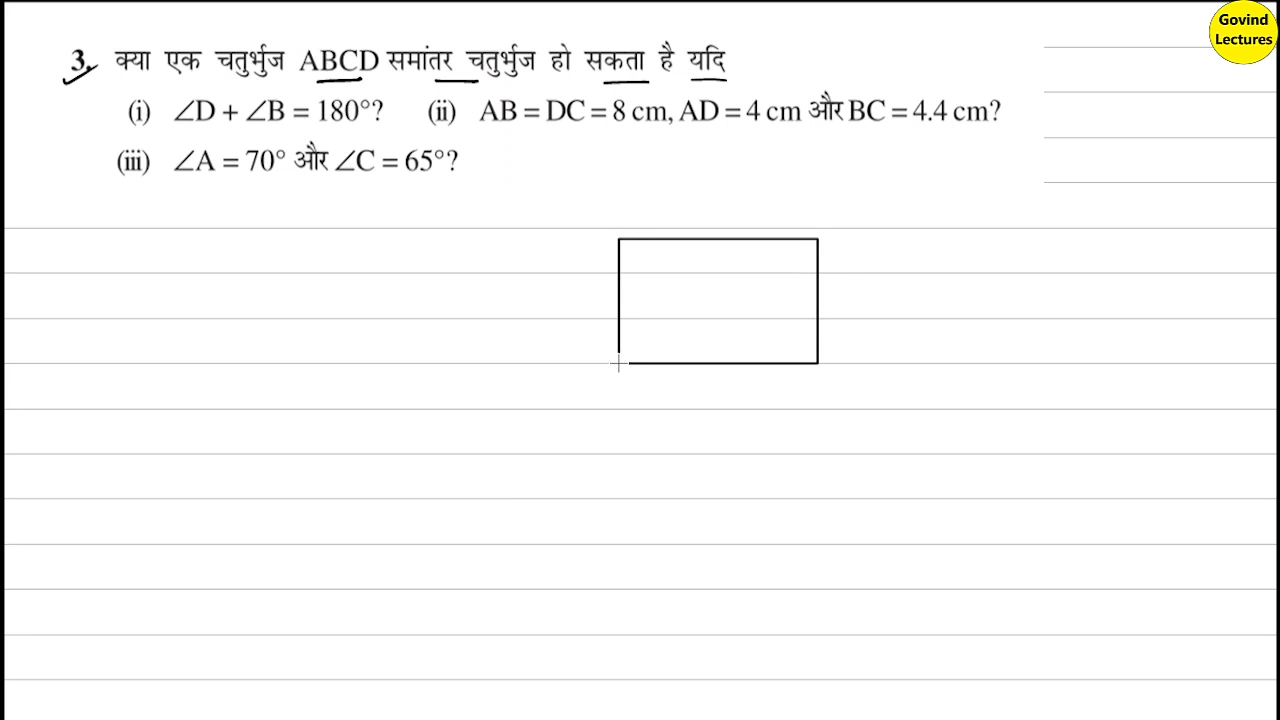 Govind
Lectures
3. क्या एक चतुर्भुज ABCD समांतर चतुर्भुज हो सकता है यदि
(i) ∠D + ∠B = 180°? (ii) AB = DC = 8 cm, AD = 4 cm और BC = 4.4 cm?
(iii) ∠A = 70° और ∠C = 65°?